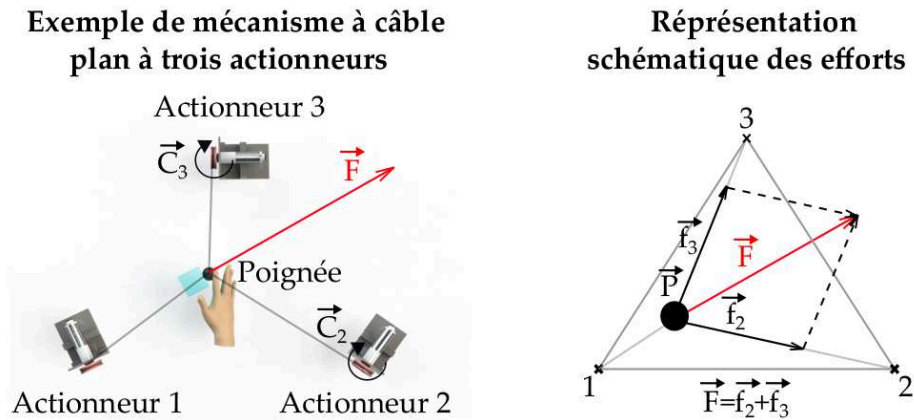 Exemple de mécanisme à câble
plan à trois actionneurs
Actionneur 3
C₃
F
Poignée
C₂
Actionneur 1
Actionneur 2
Réprésentation
schématique des efforts
3
f₃
F
P
f₂
1
2
F=f₂+f₃